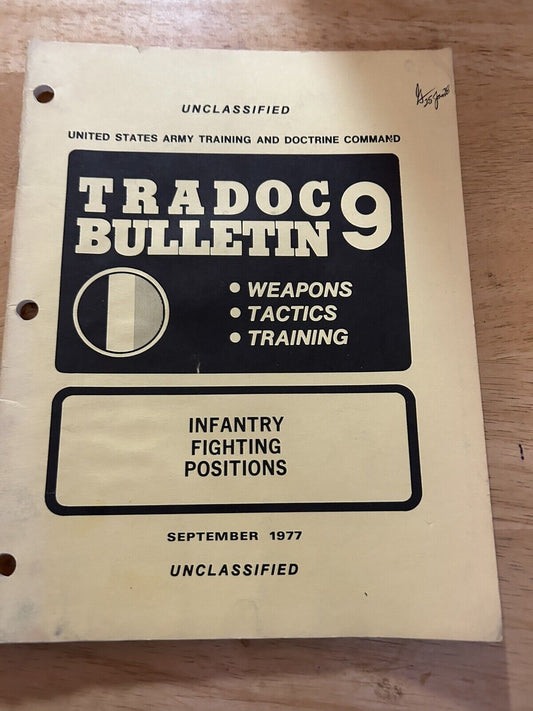 UNCLASSIFIED
UNITED STATES ARMY TRAINING AND DOCTRINE COMMAND
TRADOC
BULLETIN 9
• WEAPONS
• TACTICS
• TRAINING
INFANTRY
FIGHTING
POSITIONS
SEPTEMBER 1977
UNCLASSIFIED